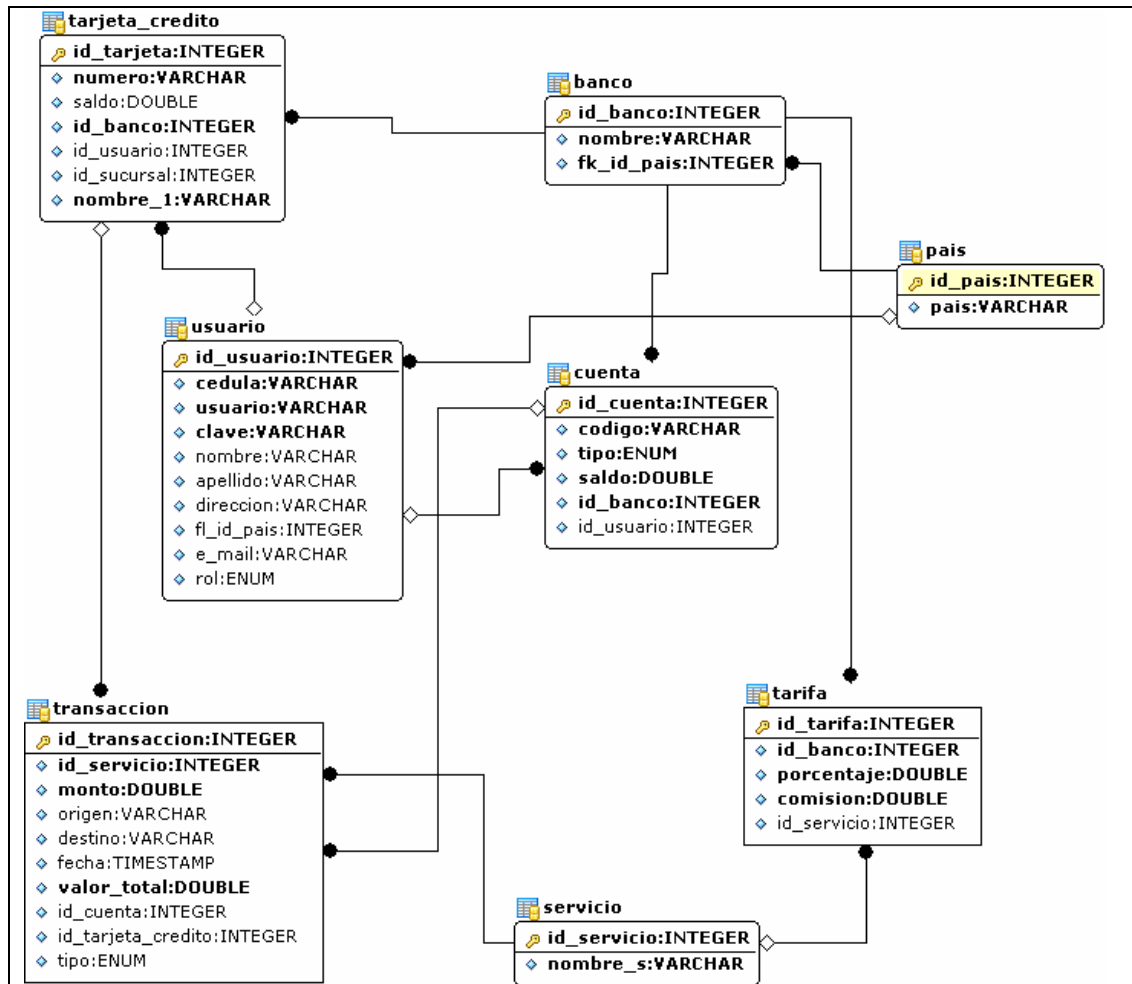 tarjeta_credito
id_tarjeta:INTEGER
numero:VARCHAR
saldo:DOUBLE
id_banco:INTEGER
id_usuario:INTEGER
id_sucursal:INTEGER
nombre_1:VARCHAR
banco
id_banco:INTEGER
nombre:VARCHAR
fk_id_pais:INTEGER
pais
id_pais:INTEGER
pais:VARCHAR
usuario
id_usuario:INTEGER
cedula:VARCHAR
usuario:VARCHAR
clave:VARCHAR
nombre:VARCHAR
apellido:VARCHAR
direccion:VARCHAR
fl_id_pais:INTEGER
e_mail:VARCHAR
rol:ENUM
cuenta
id_cuenta:INTEGER
codigo:VARCHAR
tipo:ENUM
saldo:DOUBLE
id_banco:INTEGER
id_usuario:INTEGER
transaccion
id_transaccion:INTEGER
id_servicio:INTEGER
monto:DOUBLE
origen:VARCHAR
destino:VARCHAR
fecha:TIMESTAMP
valor_total:DOUBLE
id_cuenta:INTEGER
id_tarjeta_credito:INTEGER
tipo:ENUM
tarifa
id_tarifa:INTEGER
id_banco:INTEGER
porcentaje:DOUBLE
comision:DOUBLE
id_servicio:INTEGER
servicio
id_servicio:INTEGER
nombre_s:VARCHAR